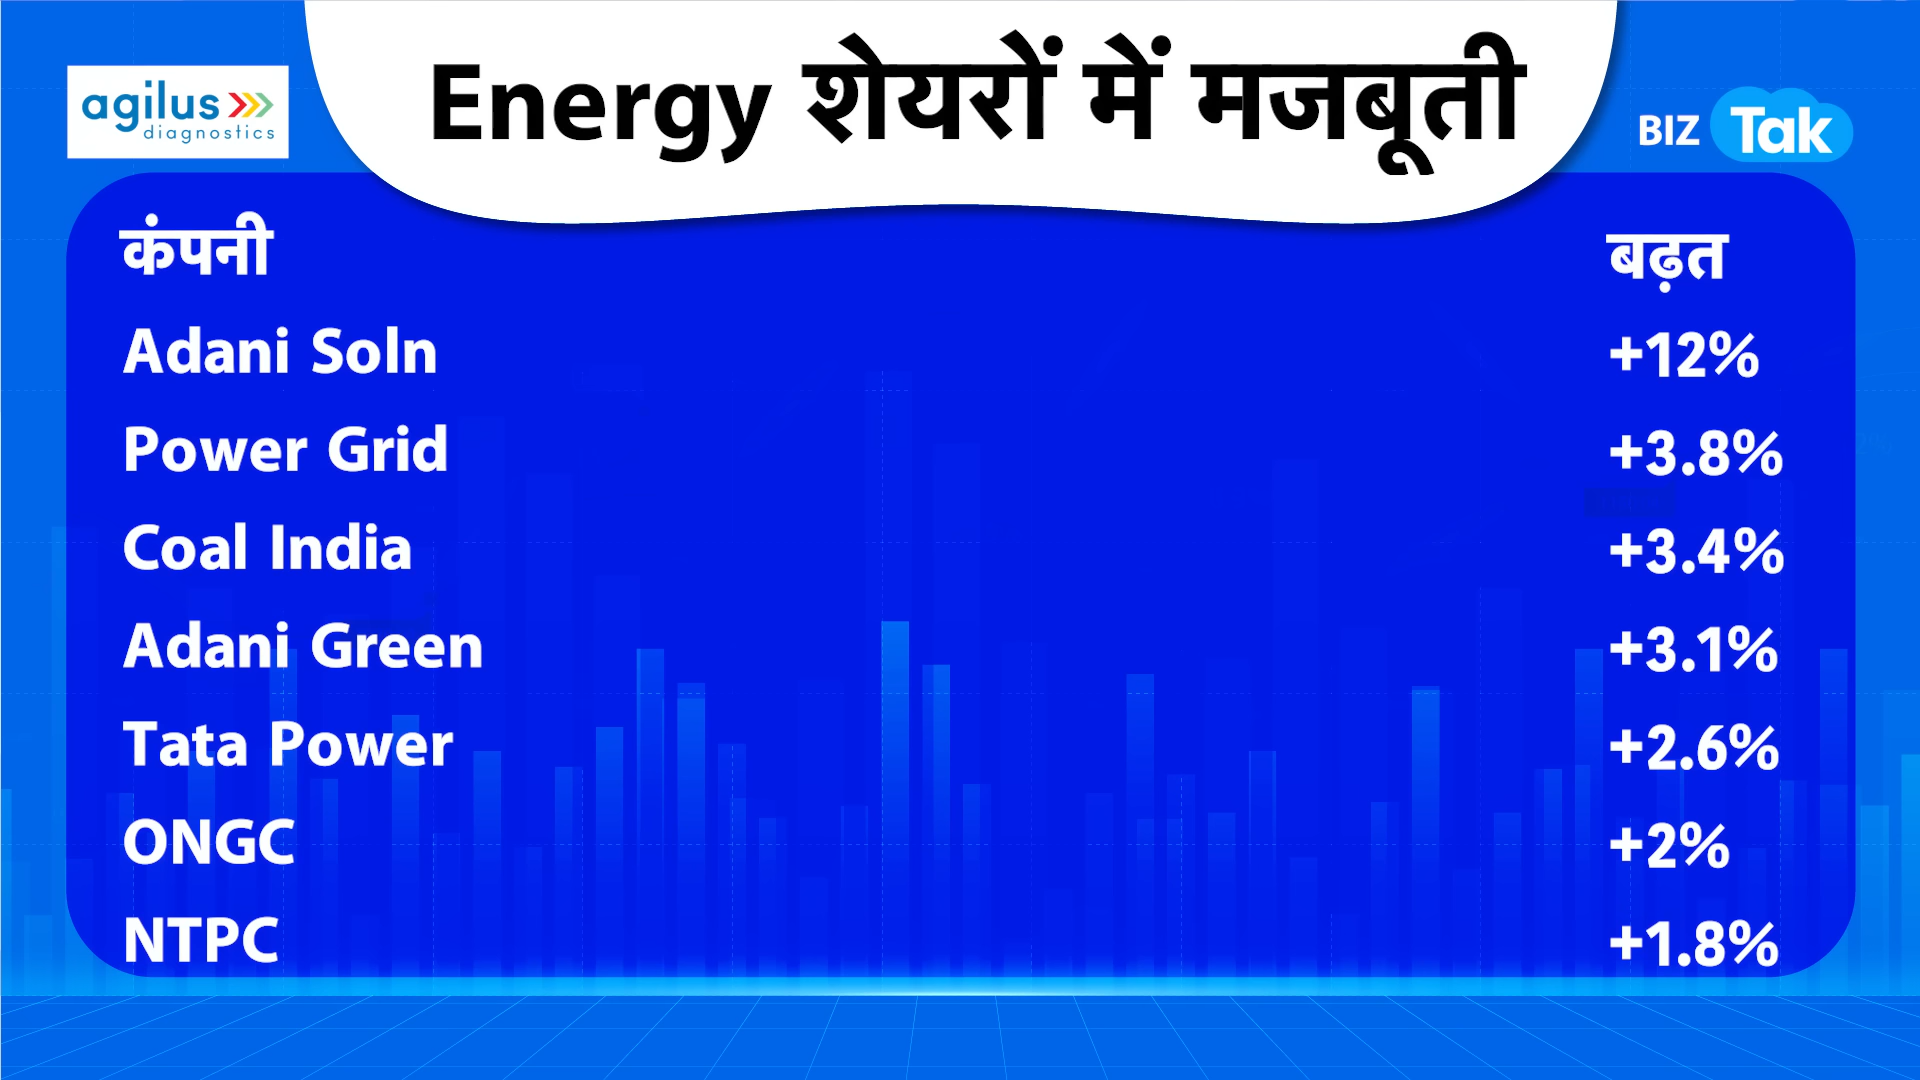 Energy शेयरों में मजबूती
agilus
diagnostics
BIZ Tak
कंपनी बढ़त
Adani Soln +12%
Power Grid +3.8%
Coal India +3.4%
Adani Green +3.1%
Tata Power +2.6%
ONGC +2%
NTPC +1.8%